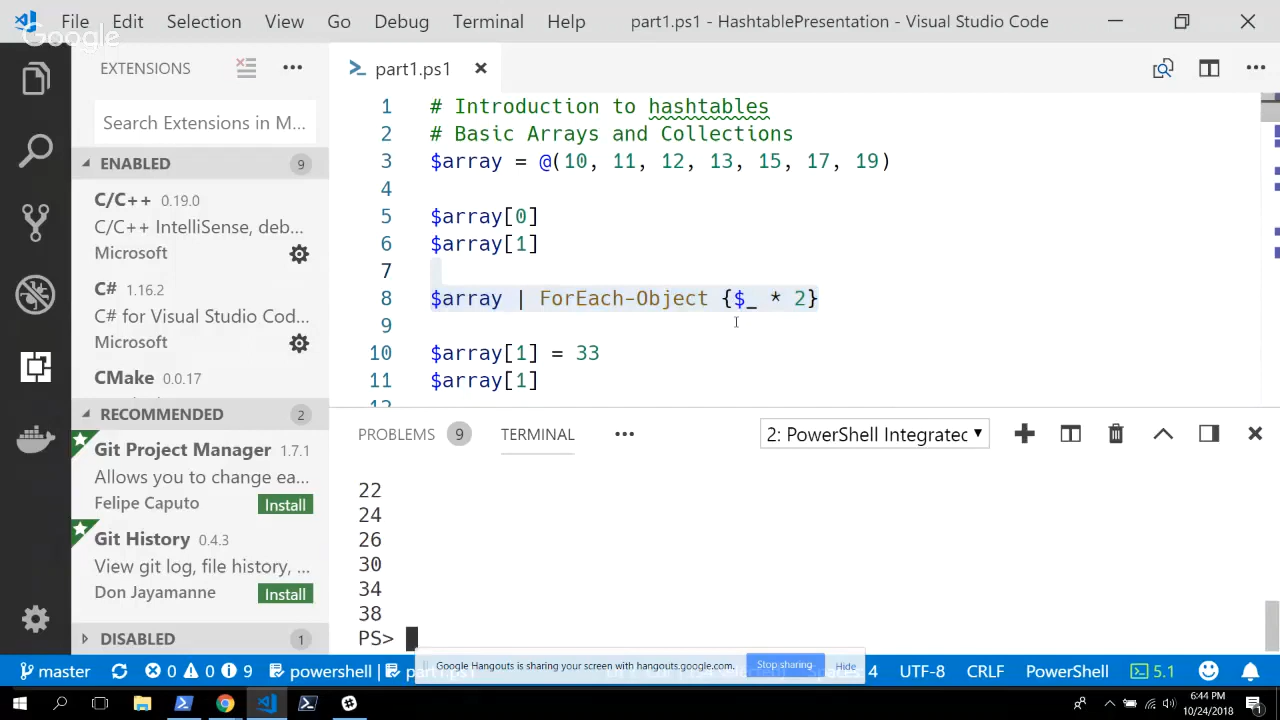 File Edit Selection View Go Debug Terminal Help part1.ps1 - HashtablePresentation - Visual Studio Code
Google
EXTENSIONS
part1.ps1
Search Extensions in M...
ENABLED 9
C/C++ 0.19.0
C/C++ IntelliSense, deb...
Microsoft
C# 1.16.2
C# for Visual Studio Cod...
Microsoft
CMake 0.0.17
RECOMMENDED 2
Git Project Manager 1.7.1
Allows you to change ea...
Felipe Caputo Install
Git History 0.4.3
View git log, file history, ...
Don Jayamanne Install
DISABLED 1
1 # Introduction to hashtables
2 # Basic Arrays and Collections
3 $array = @(10, 11, 12, 13, 15, 17, 19)
4
5 $array[0]
6 $array[1]
7
8 $array | ForEach-Object {$_ * 2}
9
10 $array[1] = 33
11 $array[1]
12
PROBLEMS 9 TERMINAL 2: PowerShell Integratec
22
24
26
30
34
38
PS>
Google Hangouts is sharing your screen with hangouts.google.com. Stop sharing Hide
master 0 0 9 powershell part1.ps1 Spaces: 4 UTF-8 CRLF PowerShell 5.1
6:44 PM
10/24/2018
1